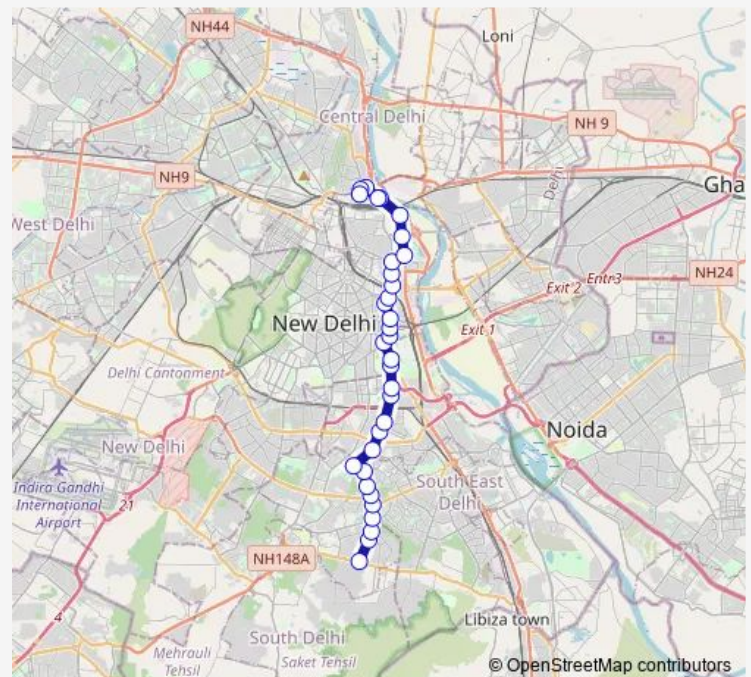 NH44
Loni
Central Delhi
NH 9
NH9
Delhi
Gha
West Delhi
NH24
Entr3
Exit 2
New Delhi
Exit 1
Delhi Cantonment
Noida
New Delhi
Indira Gandhi
International
Airport
21
South East
Delhi
NH148A
4
Libiza town
South Delhi
Mehrauli
Tehsil
Saket Tehsil
© OpenStreetMap contributors